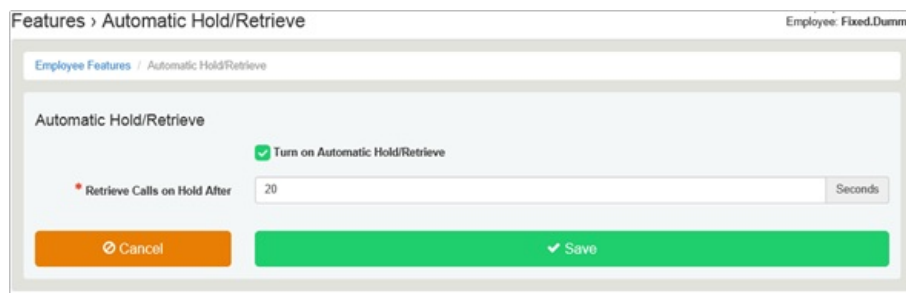 Features › Automatic Hold/Retrieve
Employee: Fixed.Dumm
Employee Features / Automatic Hold/Retrieve
Automatic Hold/Retrieve
Turn on Automatic Hold/Retrieve
* Retrieve Calls on Hold After 20 Seconds
Cancel Save